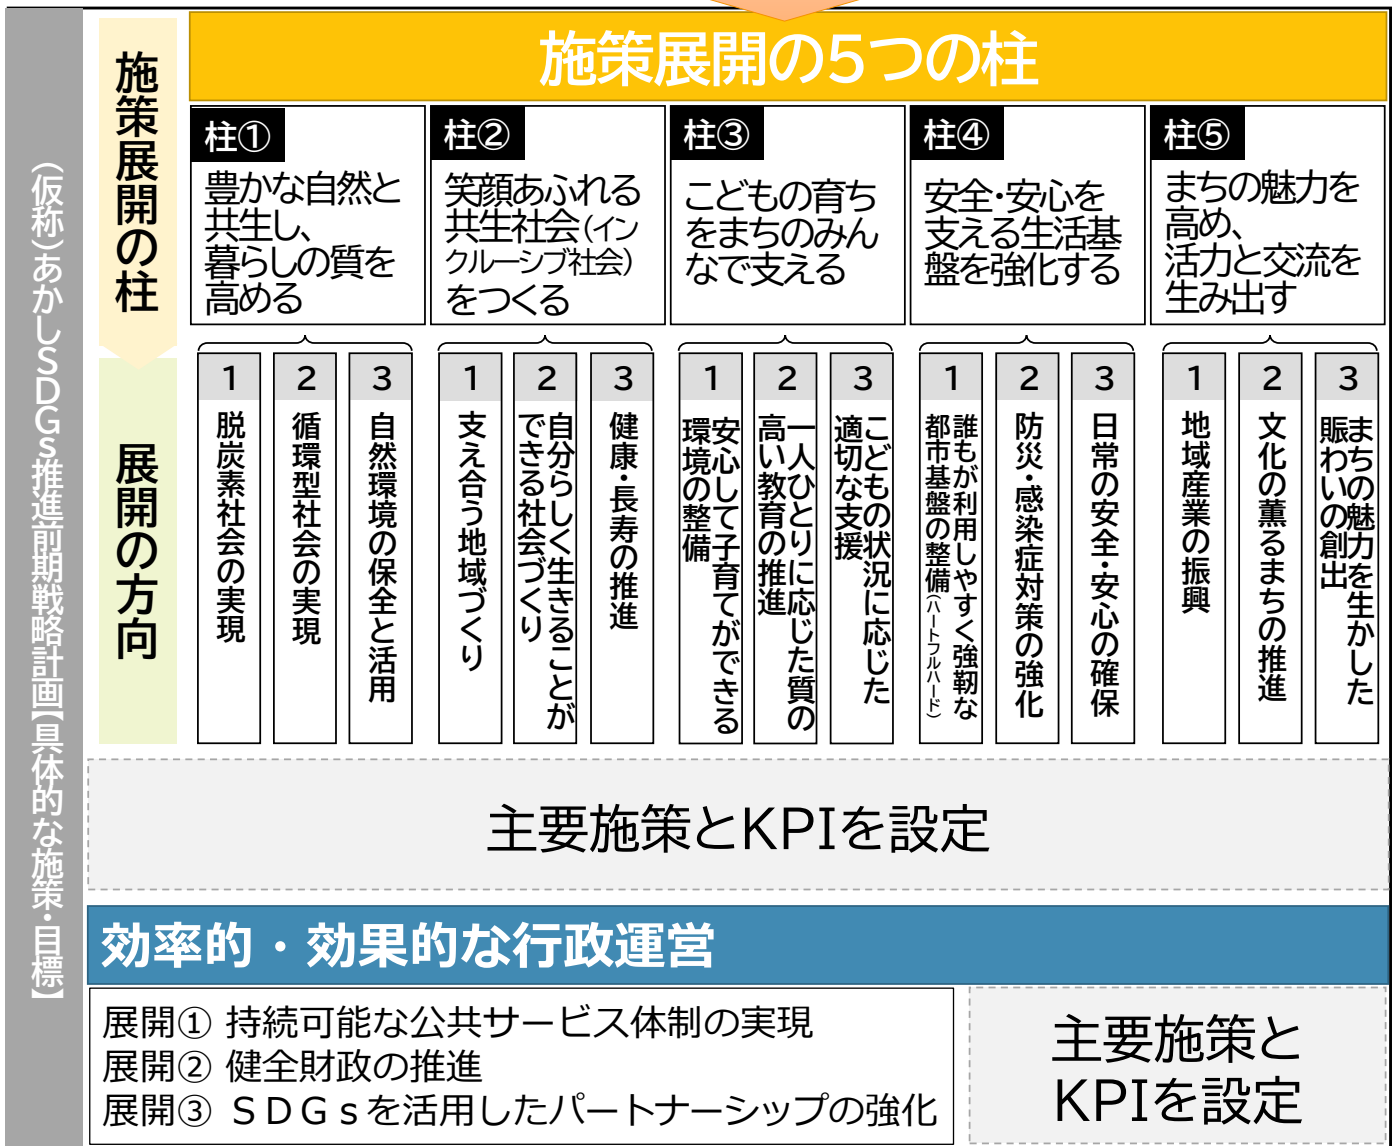 （仮称）あかしＳＤＧｓ推進前期戦略計画【具体的な施策・目標】
施策展開の柱
施策展開の5つの柱
柱①
豊かな自然と
共生し、
暮らしの質を
高める
柱②
笑顔あふれる
共生社会（イン
クルーシブ社会）
をつくる
柱③
こどもの育ち
をまちのみん
なで支える
柱④
安全・安心を
支える生活基
盤を強化する
柱⑤
まちの魅力を
高め、
活力と交流を
生み出す
展開の方向
1
脱炭素社会の実現
2
循環型社会の実現
3
自然環境の保全と活用
1
支え合う地域づくり
2
自分らしく生きることが
できる社会づくり
3
健康・長寿の推進
1
安心して子育てができる
環境の整備
2
一人ひとりに応じた質の
高い教育の推進
3
こどもの状況に応じた
適切な支援
1
誰もが利用しやすく強靭な
都市基盤の整備（ハートフルハード）
2
防災・感染症対策の強化
3
日常の安全・安心の確保
1
地域産業の振興
2
文化の薫るまちの推進
3
まちの魅力を生かした
賑わいの創出
主要施策とKPIを設定
効率的・効果的な行政運営
展開① 持続可能な公共サービス体制の実現
展開② 健全財政の推進
展開③ ＳＤＧｓを活用したパートナーシップの強化
主要施策と
KPIを設定